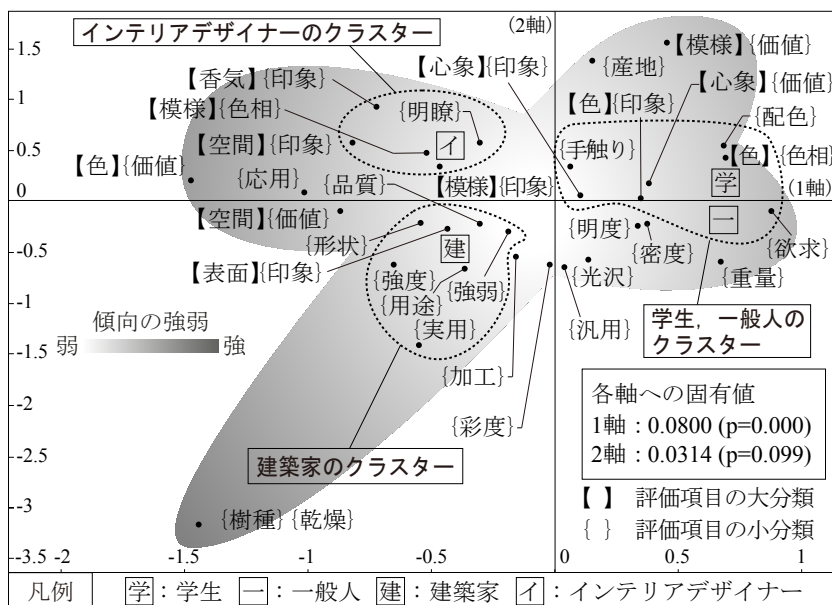 (2軸)
1.5
インテリアデザイナーのクラスター
【模様】{価値}
{産地}
【心象】{印象}
【香気】{印象}
【心象】{価値}
1
【模様】{色相}
{明瞭}
【色】{印象}
{配色}
0.5
【空間】{印象}
イ
{手触り}
【色】{色相}
【色】{価値}
{応用}
{品質}
【模様】{印象}
学
(1軸)
0
【空間】{価値}
一
{形状}
建
{明度}
{密度}
{欲求}
-0.5
【表面】{印象}
{強度}
{強弱}
{光沢}
{重量}
-1
{用途}
傾向の強弱
{実用}
{汎用}
学生，一般人の
クラスター
弱
強
-1.5
{加工}
-2
{彩度}
各軸への固有値
1軸：0.0800 (p=0.000)
2軸：0.0314 (p=0.099)
-2.5
建築家のクラスター
【 】 評価項目の大分類
-3
{樹種}{乾燥}
{ } 評価項目の小分類
-3.5
-2
-1.5
-1
-0.5
0
0.5
1
凡例
学：学生 一：一般人 建：建築家 イ：インテリアデザイナー